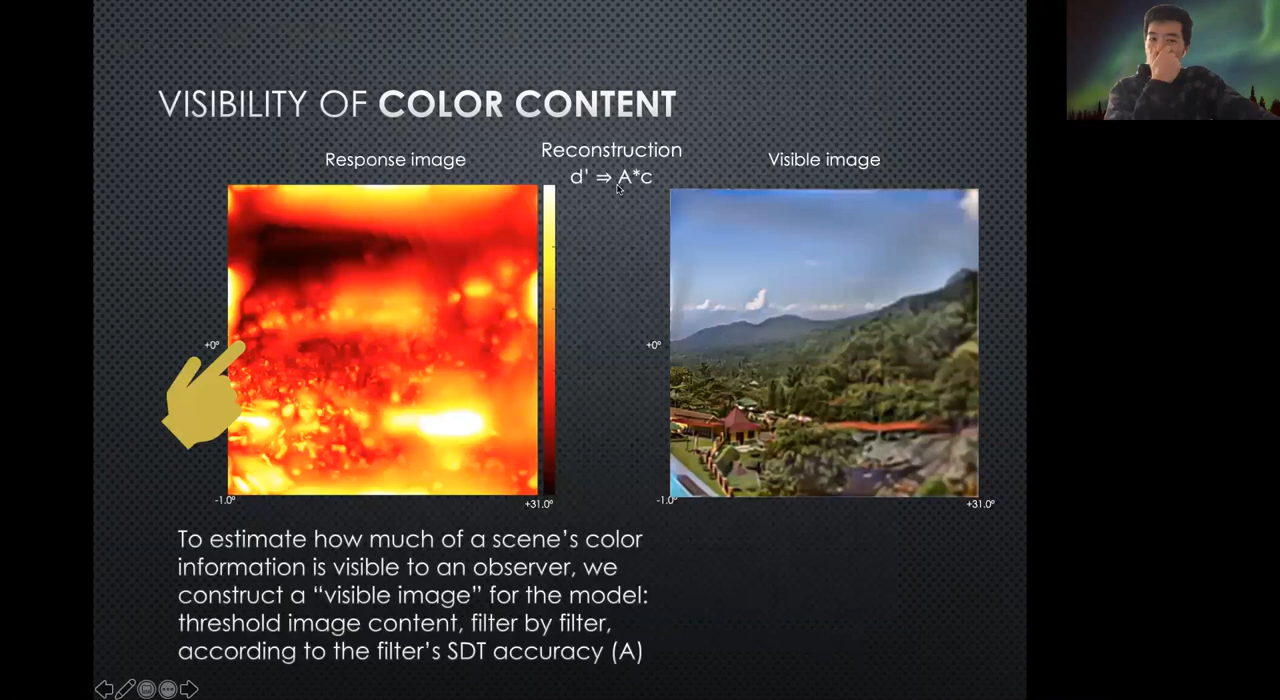 VISIBILITY OF COLOR CONTENT
Response image
Reconstruction
d' ⇒ A*c
Visible image
+0°
+0°
-1.0°
+31.0°
-1.0°
+31.0°
To estimate how much of a scene's color
information is visible to an observer, we
construct a “visible image” for the model:
threshold image content, filter by filter,
according to the filter's SDT accuracy (A)